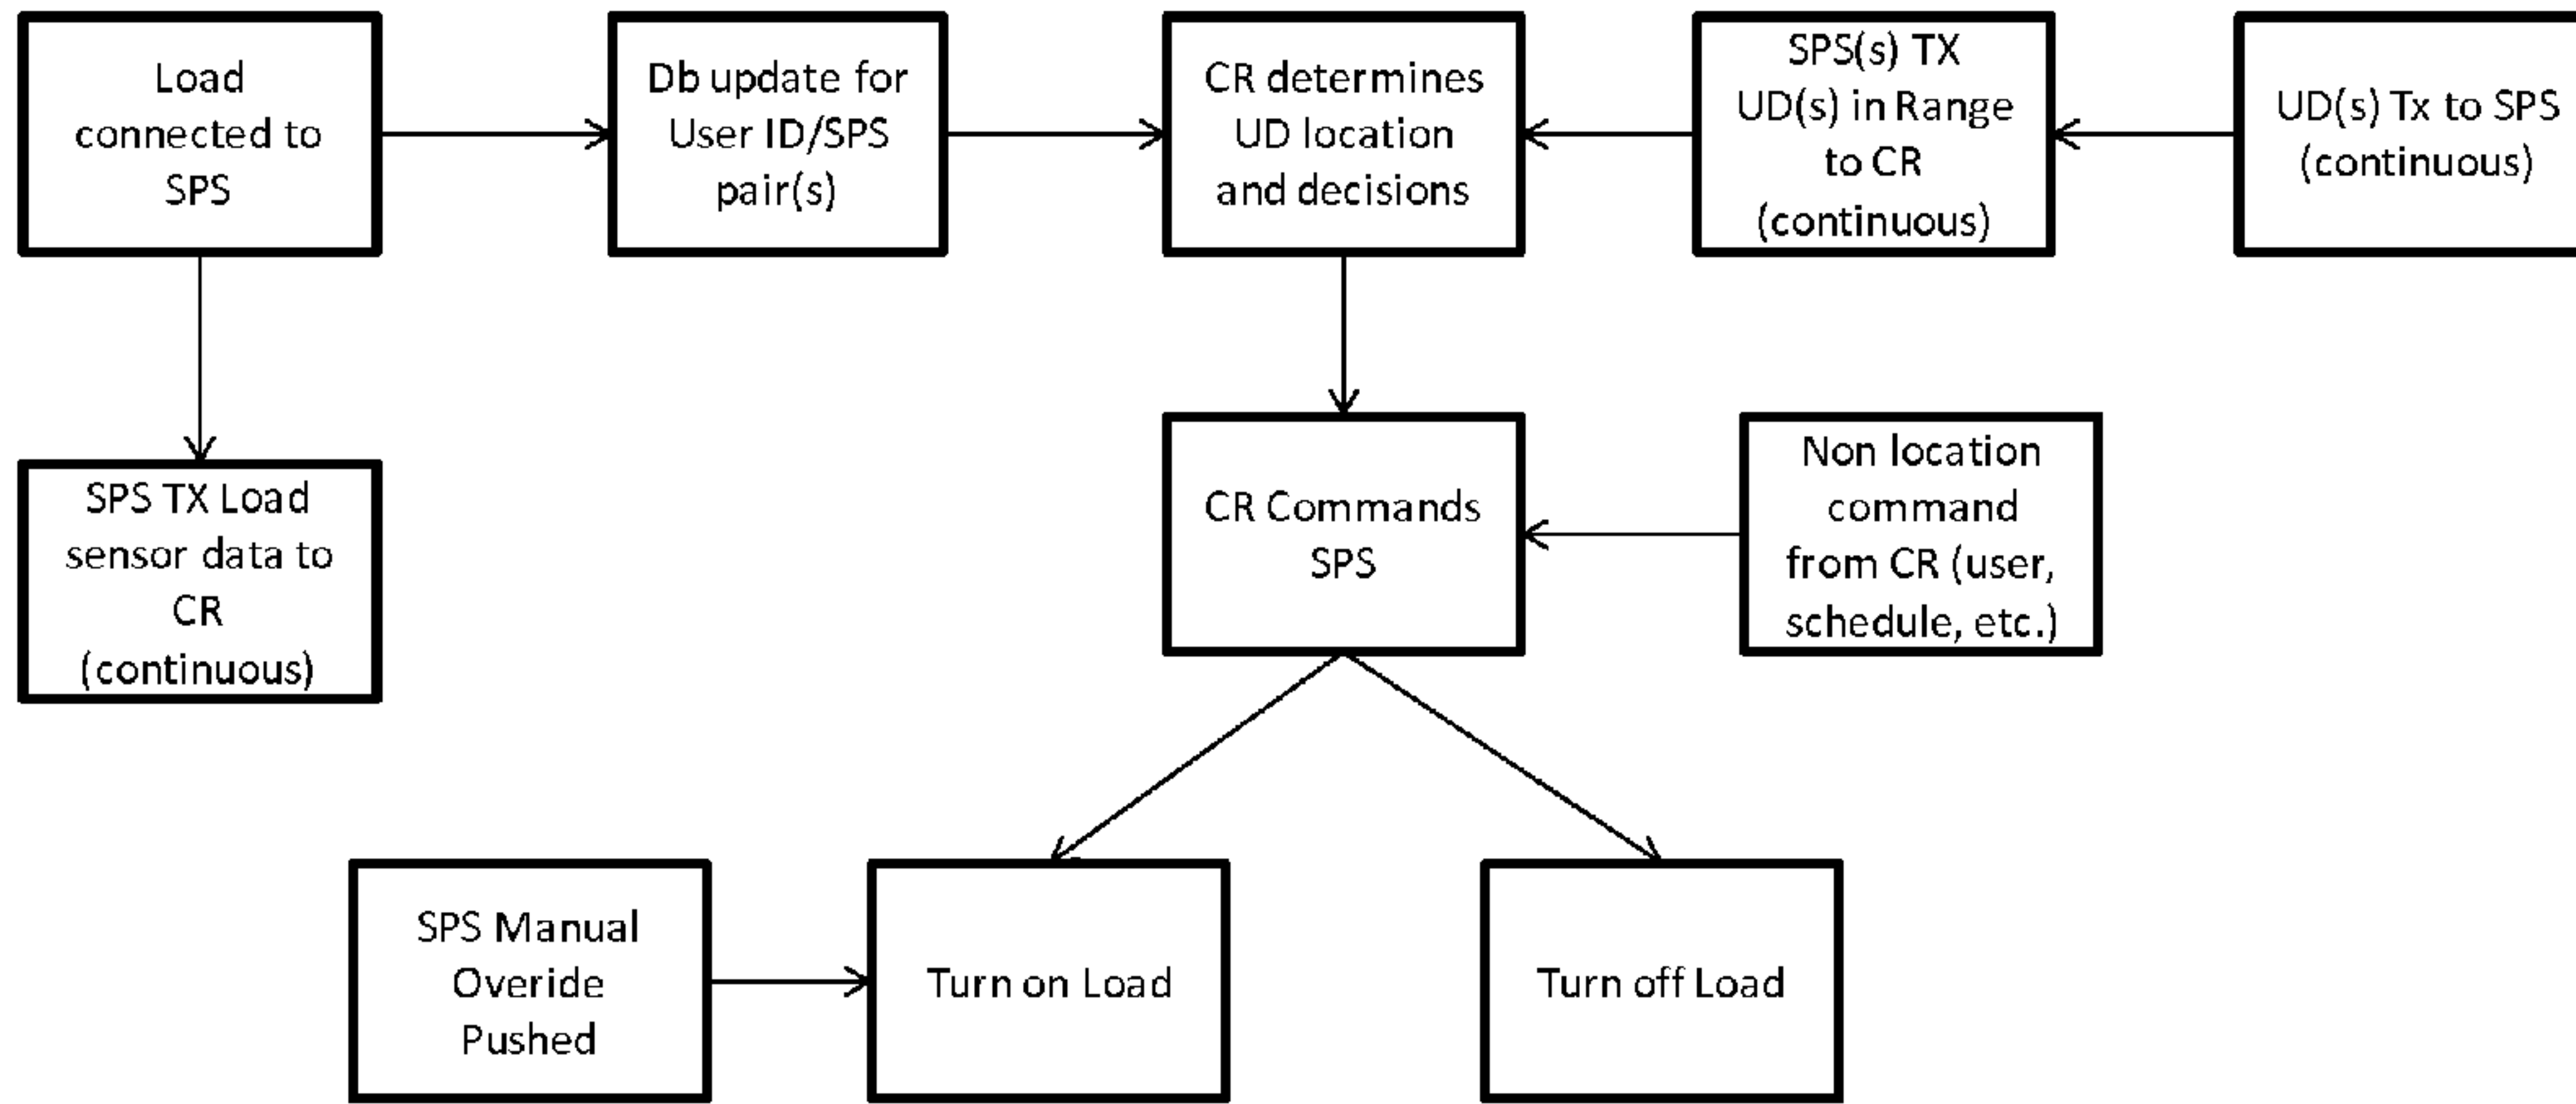 Load
connected to
SPS
Db update for
User ID/SPS
pair(s)
CR determines
UD location
and decisions
SPS(s) TX
UD(s) in Range
to CR
(continuous)
UD(s) Tx to SPS
(continuous)
SPS TX Load
sensor data to
CR
(continuous)
CR Commands
SPS
Non location
command
from CR (user,
schedule, etc.)
SPS Manual
Overide
Pushed
Turn on Load
Turn off Load